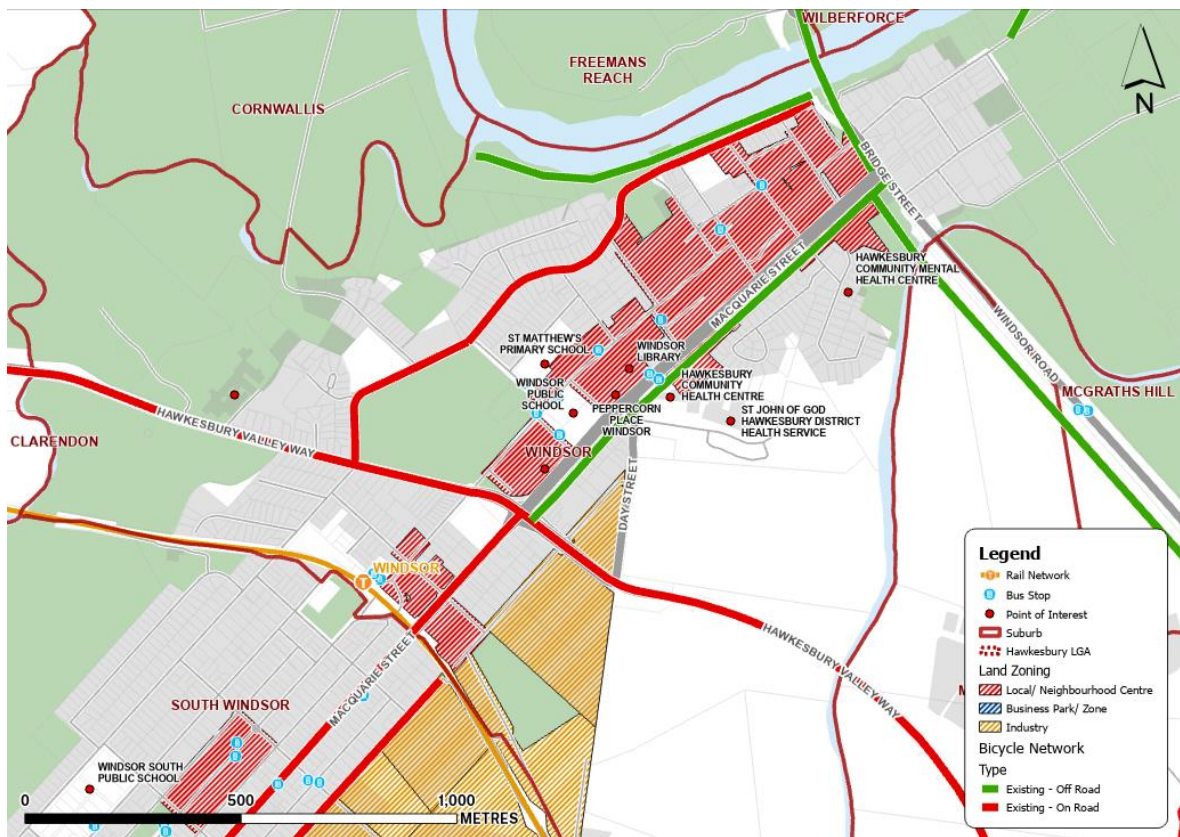 WILBERFORCE
FREEMANS
REACH
CORNWALLIS
N
BRIDGE STREET
MACQUARIE STREET
HAWKESBURY
COMMUNITY MENTAL
HEALTH CENTRE
WINDSOR ROAD
ST MATTHEW'S
PRIMARY SCHOOL
WINDSOR
LIBRARY
WINDSOR
PUBLIC
SCHOOL
HAWKESBURY
COMMUNITY
HEALTH CENTRE
MCGRATHS HILL
PEPPERCORN
PLACE
WINDSOR
ST JOHN OF GOD
HAWKESBURY DISTRICT
HEALTH SERVICE
HAWKESBURY VALLEY WAY
CLARENDON
WINDSOR
DAY STREET
T
WINDSOR
HAWKESBURY VALLEY WAY
MACQUARIE STREET
SOUTH WINDSOR
WINDSOR SOUTH
PUBLIC SCHOOL
0 500 1,000
METRES
Legend
T Rail Network
B Bus Stop
Point of Interest
Suburb
Hawkesbury LGA
Land Zoning
Local/ Neighbourhood Centre
Business Park/ Zone
Industry
Bicycle Network
Type
Existing - Off Road
Existing - On Road